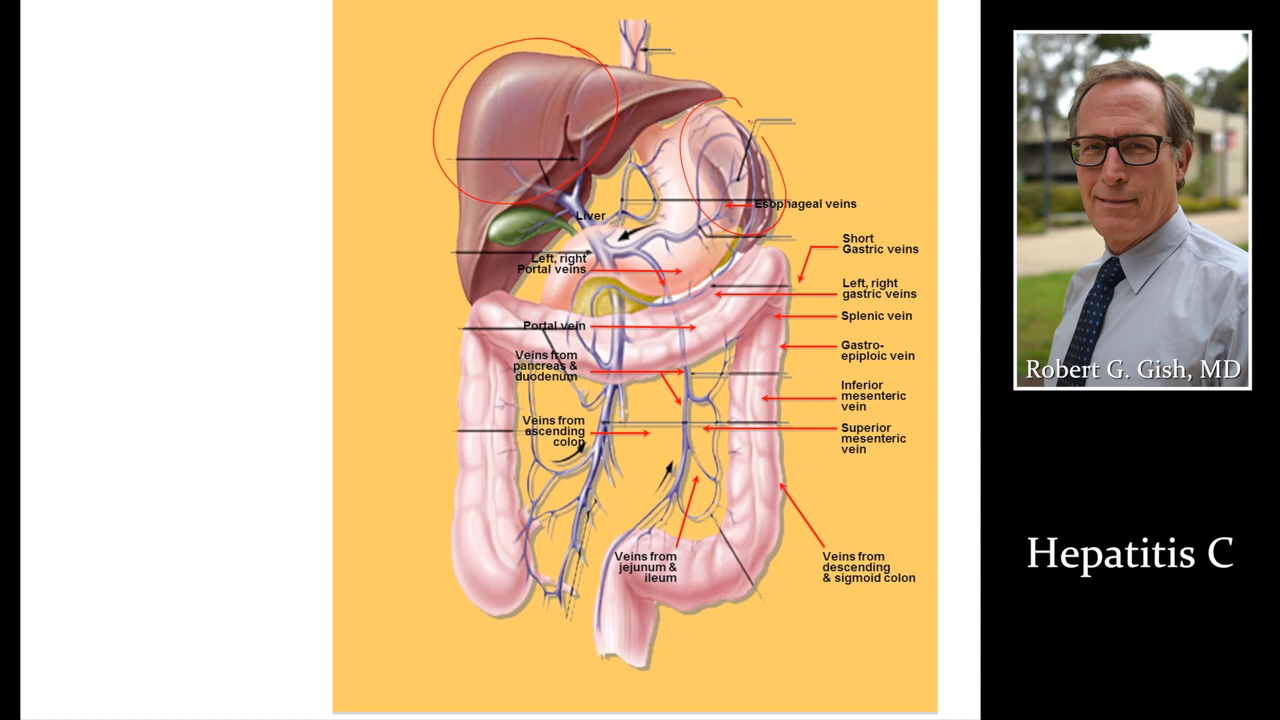 Liver
Left, right
Portal veins
Portal vein
Veins from
pancreas &
duodenum
Veins from
ascending
colon
Veins from
jejunum &
ileum
Esophageal veins
Short
Gastric veins
Left, right
gastric veins
Splenic vein
Gastro-
epiploic vein
Inferior
mesenteric
vein
Superior
mesenteric
vein
Veins from
descending
& sigmoid colon
Robert G. Gish, MD
Hepatitis C